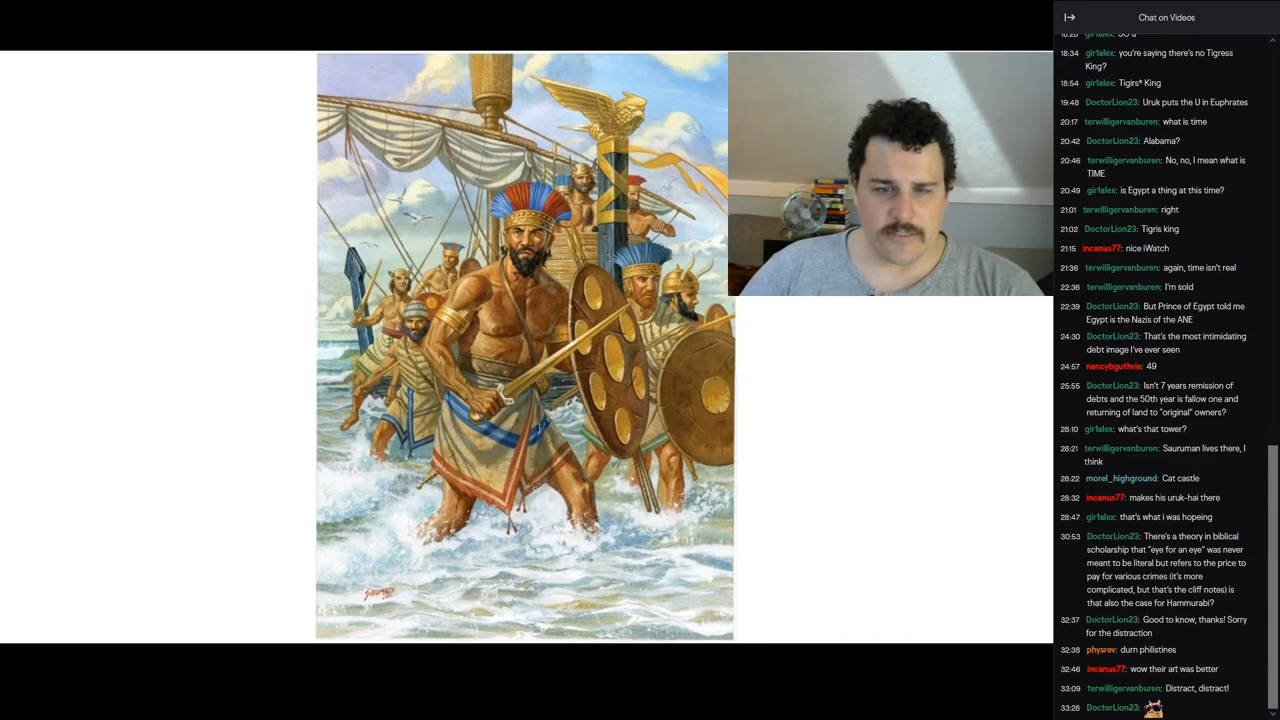 Chat on Videos
18:34 gir1alex: you're saying there's no Tigress
King?
18:54 gir1alex: Tigirs* King
19:48 DoctorLion23: Uruk puts the U in Euphrates
20:17 terwilligervanburen: what is time
20:42 DoctorLion23: Alabama?
20:46 terwilligervanburen: No, no, I mean what is
TIME
20:49 gir1alex: is Egypt a thing at this time?
21:01 terwilligervanburen: right
21:02 DoctorLion23: Tigris king
21:15 incanus77: nice iWatch
21:36 terwilligervanburen: again, time isn't real
22:36 terwilligervanburen: I'm sold
22:39 DoctorLion23: But Prince of Egypt told me
Egypt is the Nazis of the ANE
24:30 DoctorLion23: That's the most intimidating
debt image I've ever seen
24:57 nancybguthrie: 49
25:55 DoctorLion23: Isn't 7 years remission of
debts and the 50th year is fallow one and
returning of land to "original" owners?
28:10 gir1alex: what's that tower?
28:21 terwilligervanburen: Sauruman lives there, I
think
28:22 morel_highground: Cat castle
28:32 incanus77: makes his uruk-hai there
28:47 gir1alex: that's what i was hopeing
30:53 DoctorLion23: There's a theory in biblical
scholarship that "eye for an eye" was never
meant to be literal but refers to the price to
pay for various crimes (it's more
complicated, but that's the cliff notes) is
that also the case for Hammurabi?
32:37 DoctorLion23: Good to know, thanks! Sorry
for the distraction
32:38 physrev: durn philistines
32:46 incanus77: wow their art was better
33:09 terwilligervanburen: Distract, distract!
33:28 DoctorLion23: